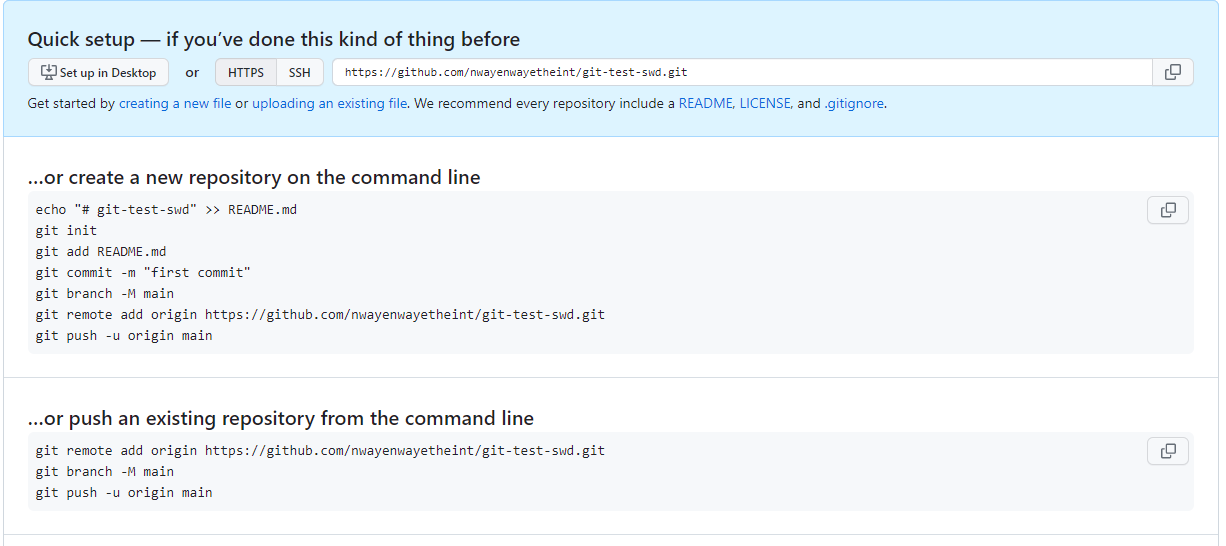 Quick setup — if you’ve done this kind of thing before
Set up in Desktop or HTTPS SSH https://github.com/nwayenwayetheint/git-test-swd.git
Get started by creating a new file or uploading an existing file. We recommend every repository include a README, LICENSE, and .gitignore.
…or create a new repository on the command line
echo "# git-test-swd" >> README.md
git init
git add README.md
git commit -m "first commit"
git branch -M main
git remote add origin https://github.com/nwayenwayetheint/git-test-swd.git
git push -u origin main
…or push an existing repository from the command line
git remote add origin https://github.com/nwayenwayetheint/git-test-swd.git
git branch -M main
git push -u origin main